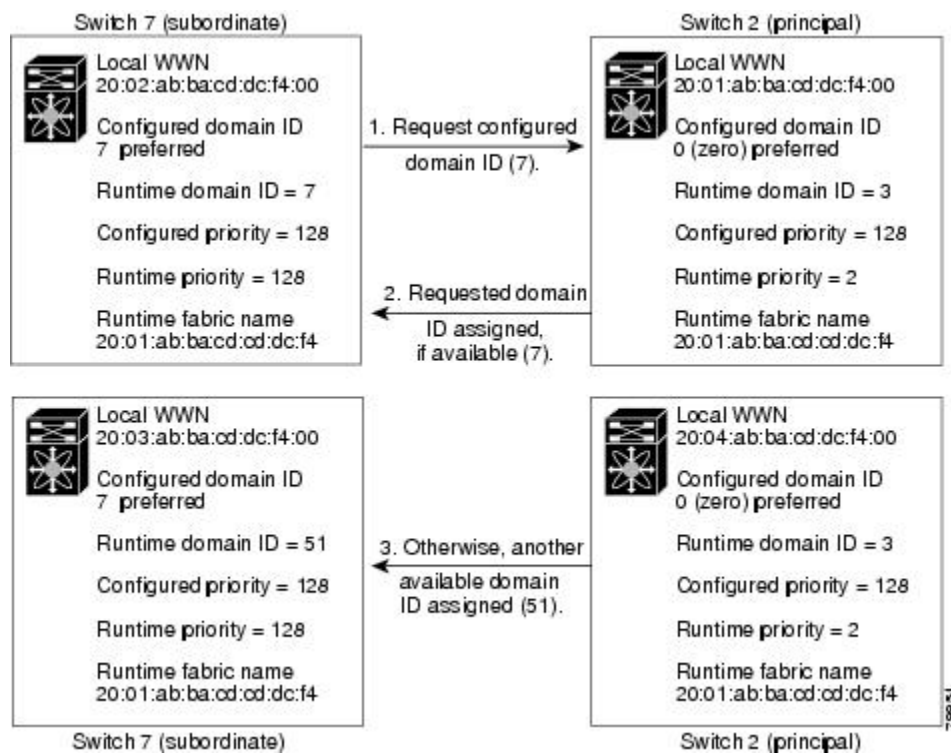 Switch 7 (subordinate)
Local WWN
20:02:ab:ba:cd:dc:f4:00
Configured domain ID
7 preferred
Runtime domain ID = 7
Configured priority = 128
Runtime priority = 128
Runtime fabric name
20:01:ab:ba:cd:cd:dc:f4
1. Request configured
domain ID (7).
2. Requested domain
ID assigned,
if available (7).
Switch 2 (principal)
Local WWN
20:01:ab:ba:cd:dc:f4:00
Configured domain ID
0 (zero) preferred
Runtime domain ID = 3
Configured priority = 128
Runtime priority = 2
Runtime fabric name
20:01:ab:ba:cd:cd:dc:f4
Local WWN
20:03:ab:ba:cd:dc:f4:00
Configured domain ID
7 preferred
Runtime domain ID = 51
Configured priority = 128
Runtime priority = 128
Runtime fabric name
20:01:ab:ba:cd:cd:dc:f4
Switch 7 (subordinate)
3. Otherwise, another
available domain
ID assigned (51).
Local WWN
20:04:ab:ba:cd:dc:f4:00
Configured domain ID
0 (zero) preferred
Runtime domain ID = 3
Configured priority = 128
Runtime priority = 2
Runtime fabric name
20:01:ab:ba:cd:cd:dc:f4
Switch 2 (principal)